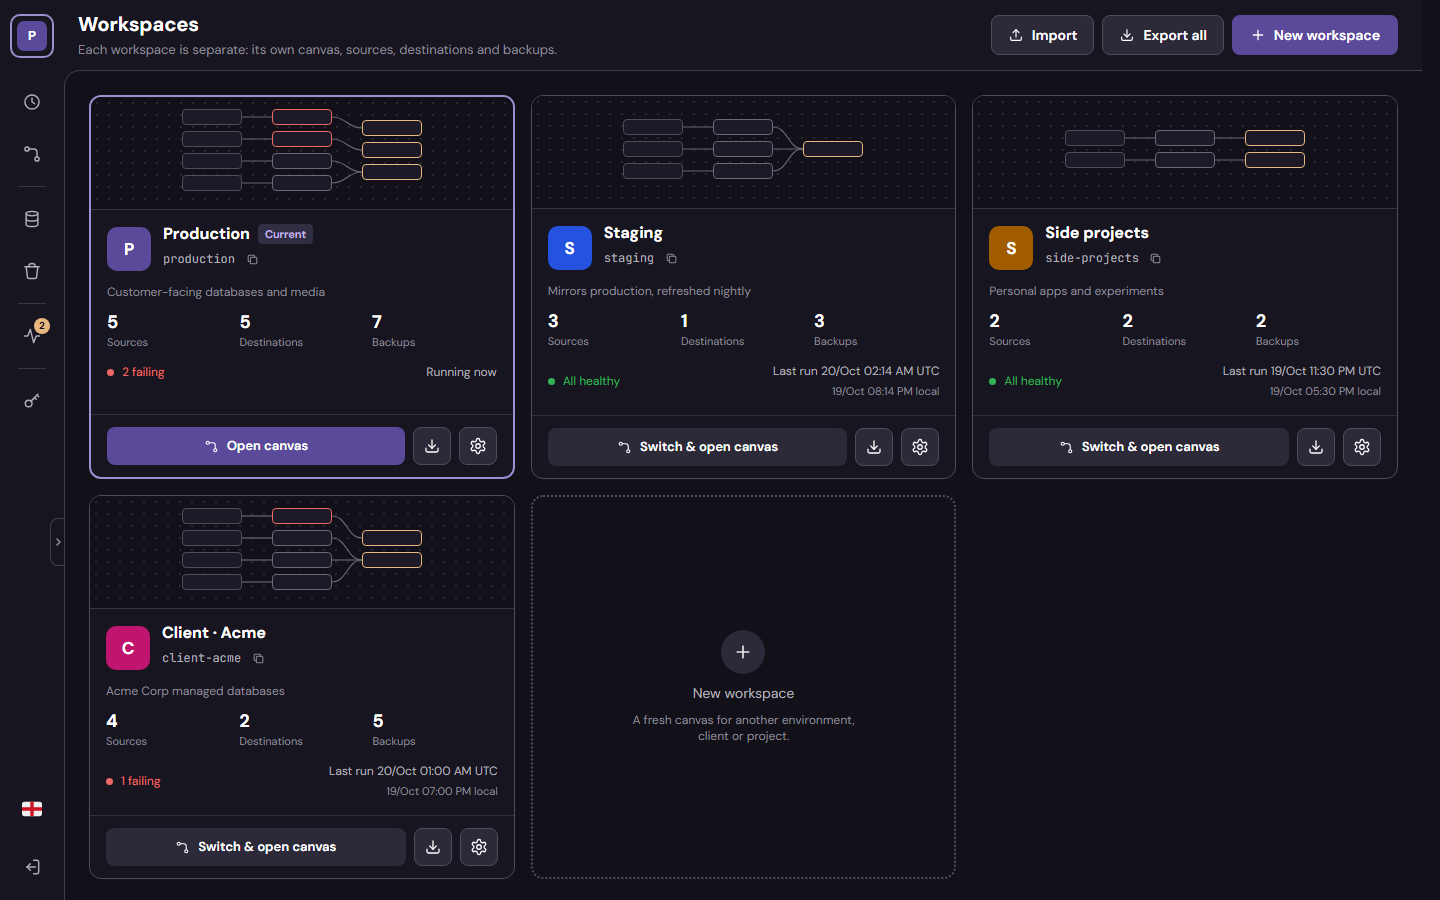 P
Workspaces
Each workspace is separate: its own canvas, sources, destinations and backups.
Import
Export all
New workspace
2
P
Production
Current
production
Customer-facing databases and media
5
5
7
Sources
Destinations
Backups
2 failing
Running now
Open canvas
S
Staging
staging
Mirrors production, refreshed nightly
3
1
3
Sources
Destinations
Backups
All healthy
Last run 20/Oct 02:14 AM UTC
19/Oct 08:14 PM local
Switch & open canvas
S
Side projects
side-projects
Personal apps and experiments
2
2
2
Sources
Destinations
Backups
All healthy
Last run 19/Oct 11:30 PM UTC
19/Oct 05:30 PM local
Switch & open canvas
C
Client · Acme
client-acme
Acme Corp managed databases
4
2
5
Sources
Destinations
Backups
1 failing
Last run 20/Oct 01:00 AM UTC
19/Oct 07:00 PM local
Switch & open canvas
New workspace
A fresh canvas for another environment,
client or project.